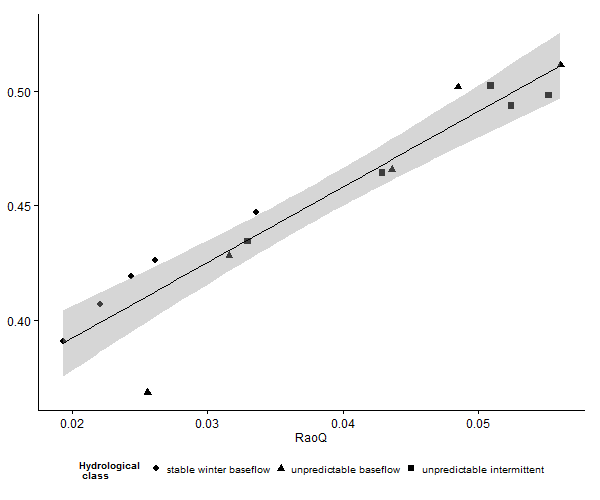 0.50
0.45
0.40
0.02 0.03 0.04 0.05
RaoQ
Hydrological
class
stable winter baseflow unpredictable baseflow unpredictable intermittent